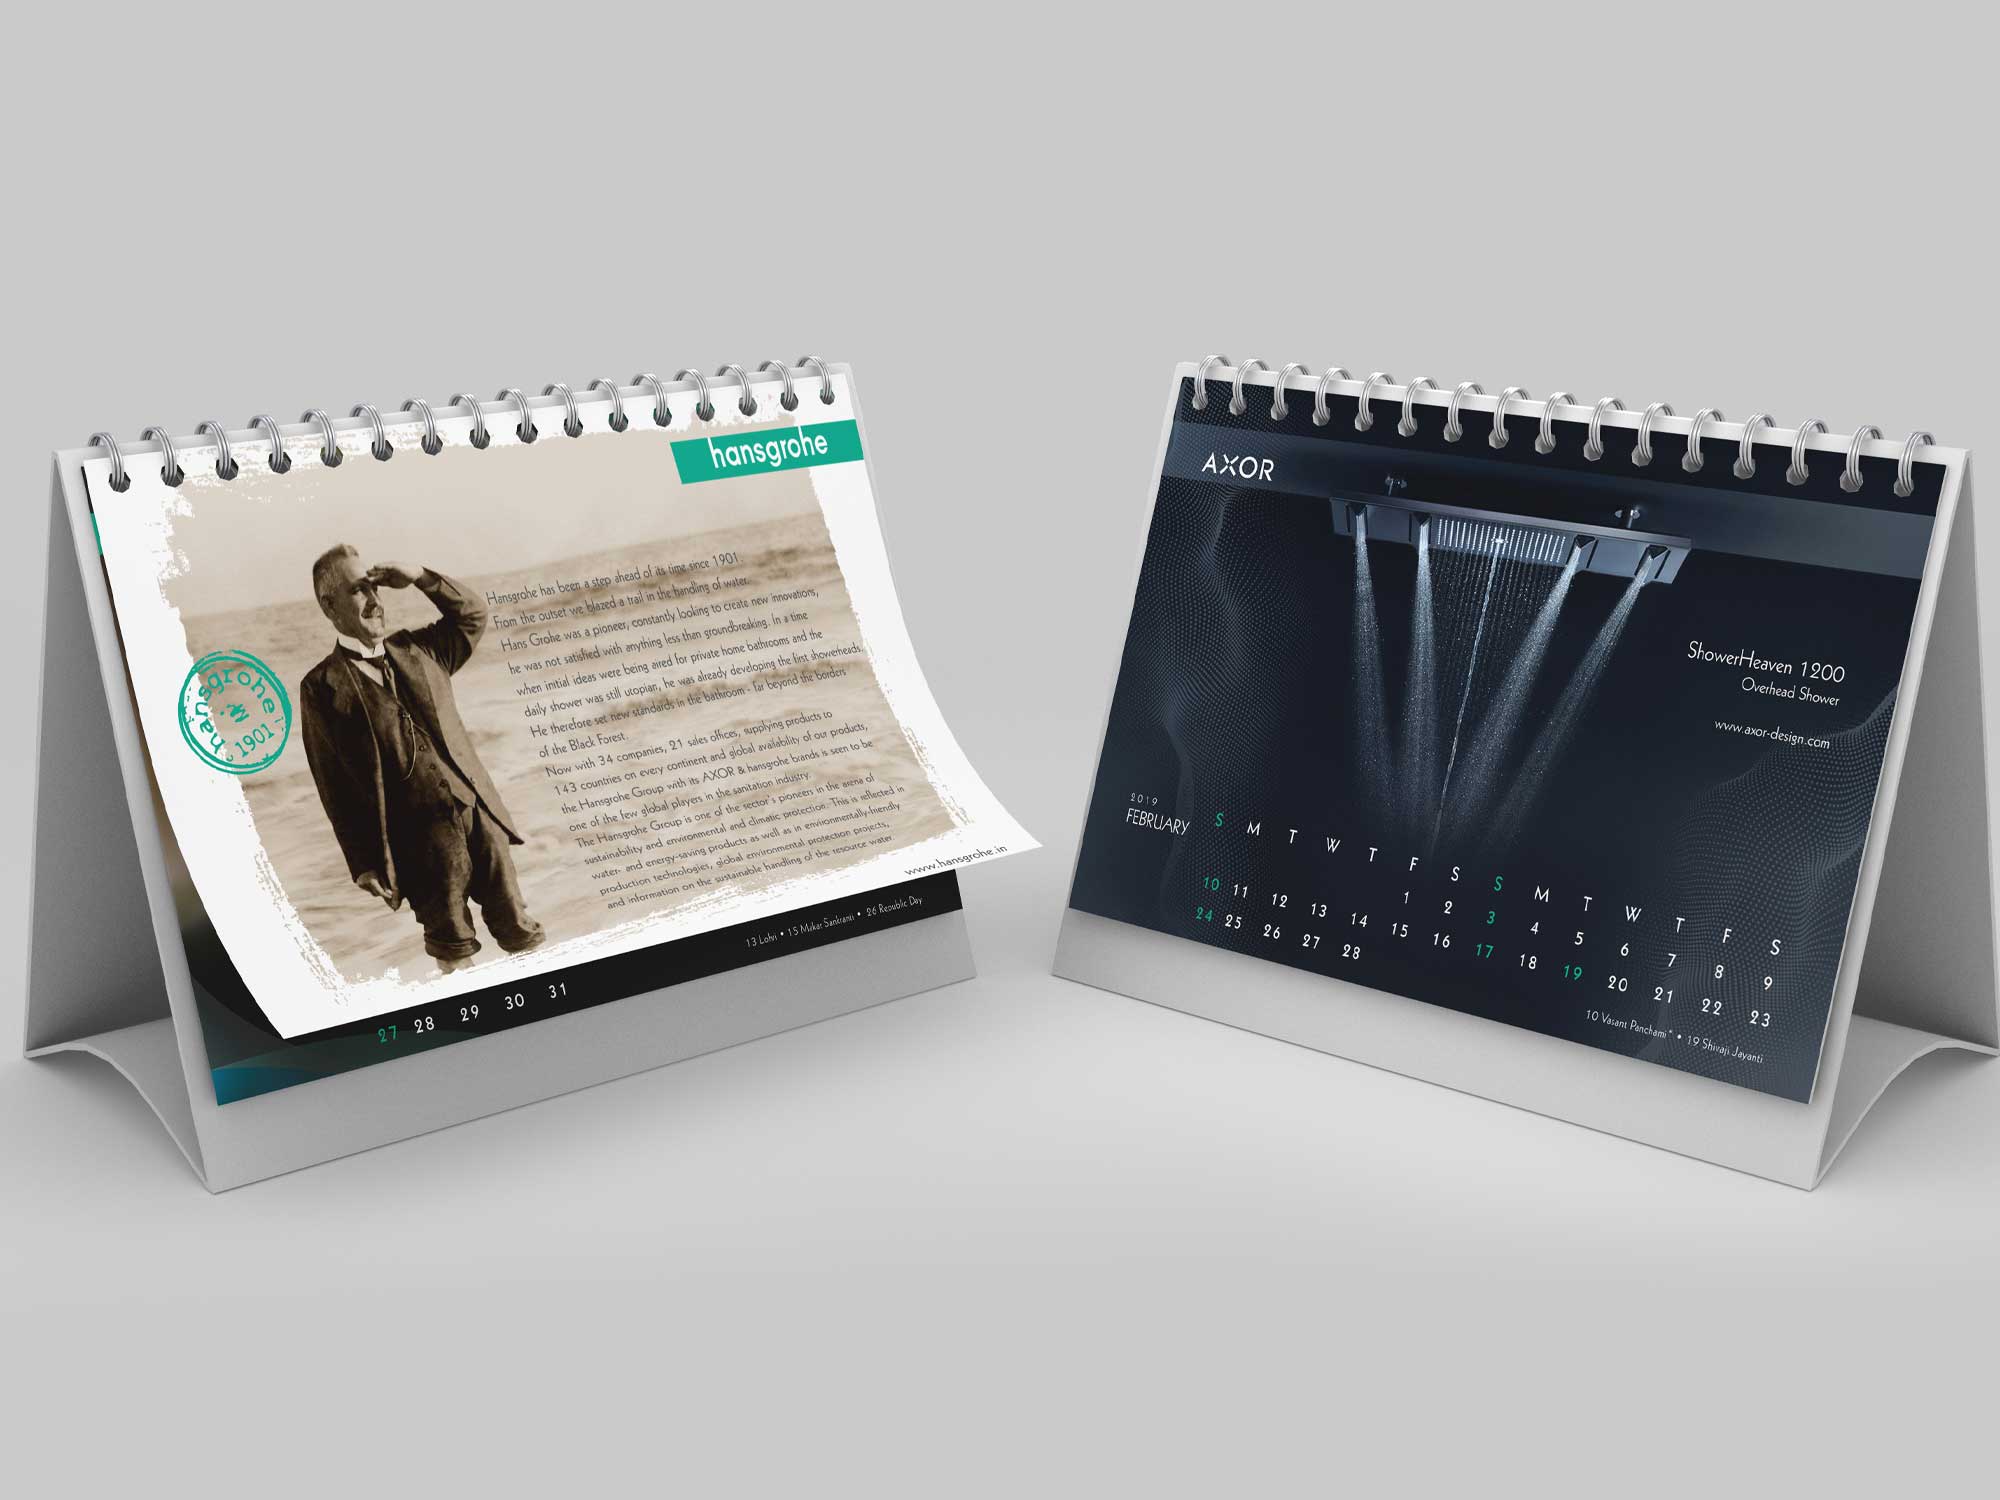 hansgrohe
Hansgrohe has been a step ahead of its time since 1901.
From the outset we blazed a trail in the handling of water.
Hans Grohe was a pioneer, constantly looking to create new innovations,
he was not satisfied with anything less than groundbreaking. In a time
when initial ideas were being aired for private home bathrooms and the
daily shower was still utopian, he was already developing the first showerheads.
He therefore set new standards in the bathroom - far beyond the borders
of the Black Forest.
Now with 34 companies, 21 sales offices, supplying products to
143 countries on every continent and global availability of our products,
the Hansgrohe Group with its AXOR & hansgrohe brands is seen to be
one of the few global players in the sanitation industry.
The Hansgrohe Group is one of the sector's pioneers in the arena of
sustainability and environmental and climatic protection. This is reflected in
water- and energy-saving products as well as in environmentally-friendly
production technologies, global environmental protection projects,
and information on the sustainable handling of the resource water
hansgrohe
1901
www.hansgrohe.in
13 Lohri • 15 Makar Sankranti • 26 Republic Day
27 28 29 30 31
AXOR
ShowerHeaven 1200
Overhead Shower
www.axor-design.com
2019
FEBRUARY
S M T W T F S S M T W T F S
1 2 3 4 5 6 7 8 9
10 11 12 13 14 15 16 17 18 19 20 21 22 23
24 25 26 27 28
10 Vasant Panchami* • 19 Shivaji Jayanti